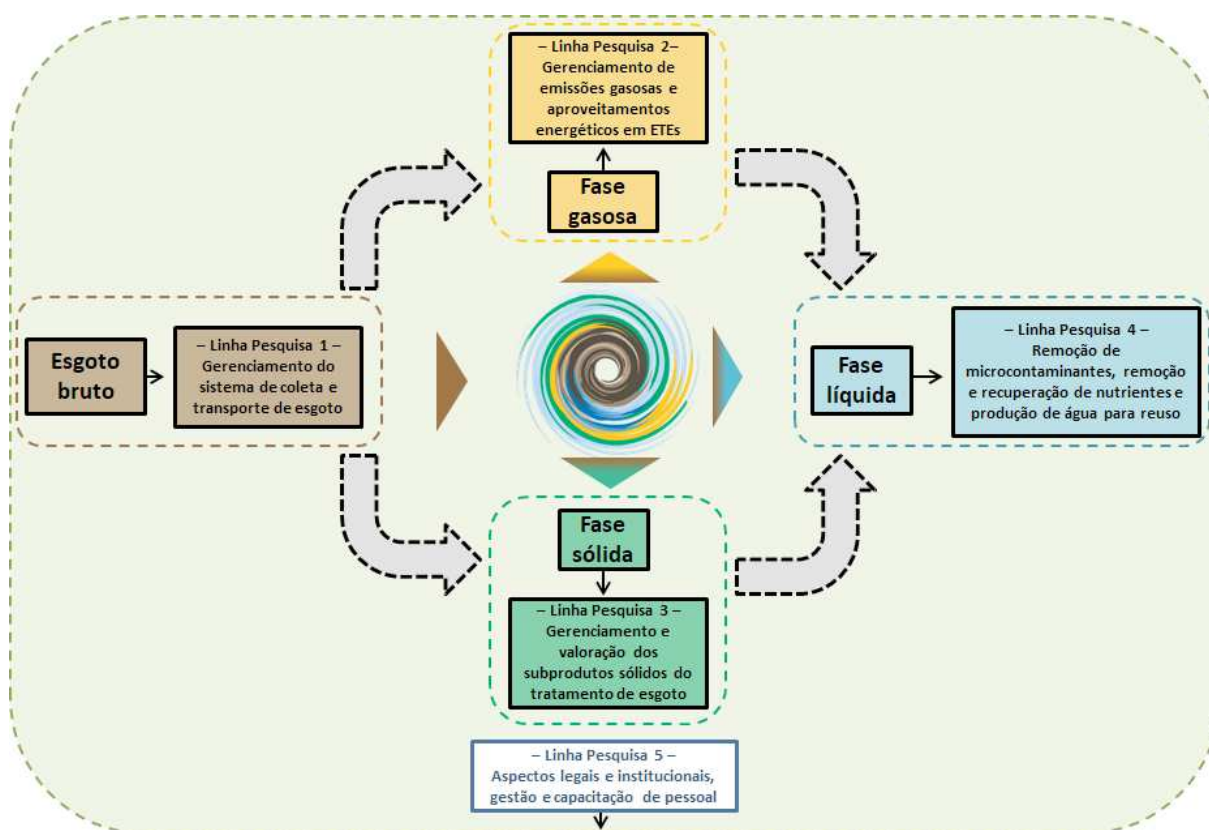 – Linha Pesquisa 2–
Gerenciamento de
emissões gasosas e
aproveitamentos
energéticos em ETEs
Fase
gasosa
Esgoto
bruto
– Linha Pesquisa 1 –
Gerenciamento do
sistema de coleta e
transporte de esgoto
Fase
líquida
– Linha Pesquisa 4 –
Remoção de
microcontaminantes, remoção
e recuperação de nutrientes e
produção de água para reuso
Fase
sólida
– Linha Pesquisa 3 –
Gerenciamento e
valoração dos
subprodutos sólidos do
tratamento de esgoto
– Linha Pesquisa 5 –
Aspectos legais e institucionais,
gestão e capacitação de pessoal